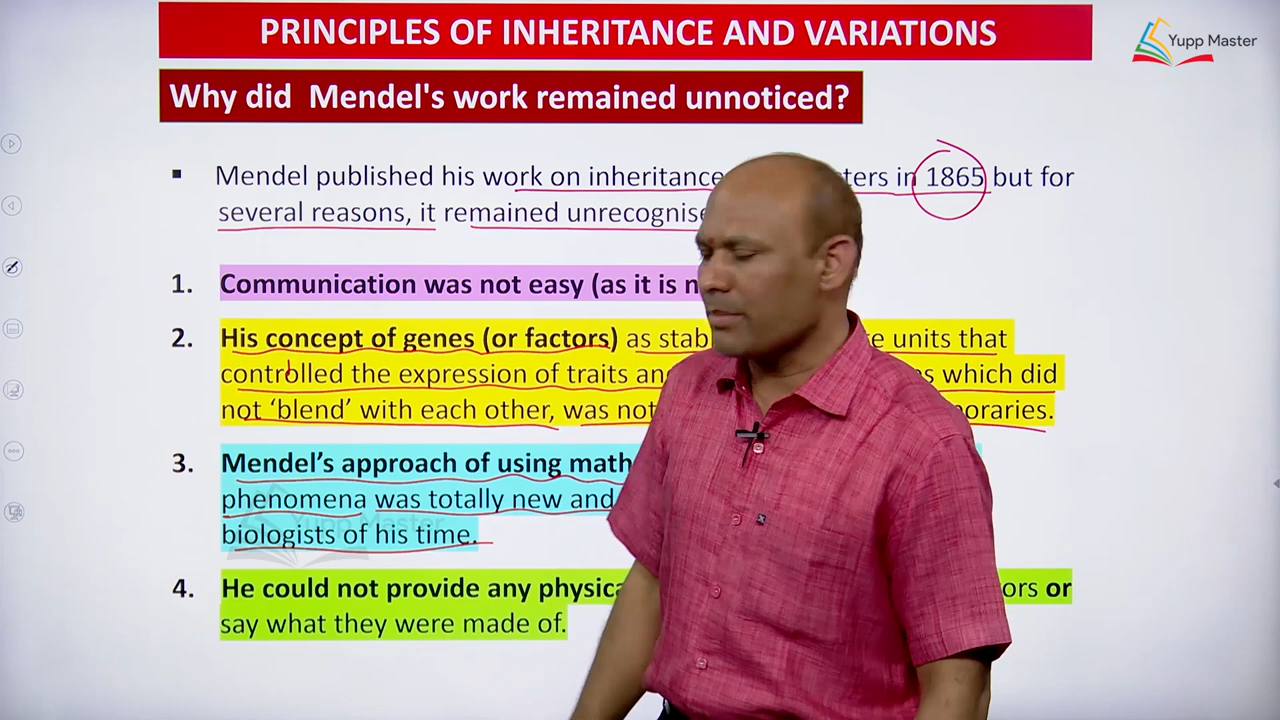 PRINCIPLES OF INHERITANCE AND VARIATIONS
Yupp Master
Why did Mendel's work remained unnoticed?
▪ Mendel published his work on inheritance ters in 1865 but for
several reasons, it remained unrecognise
1. Communication was not easy (as it is n
2. His concept of genes (or factors) as stab e units that
controlled the expression of traits an s which did
not ‘blend’ with each other, was not poraries.
3. Mendel’s approach of using math
phenomena was totally new and
biologists of his time.
Yupp Master
4. He could not provide any physica ors or
say what they were made of.